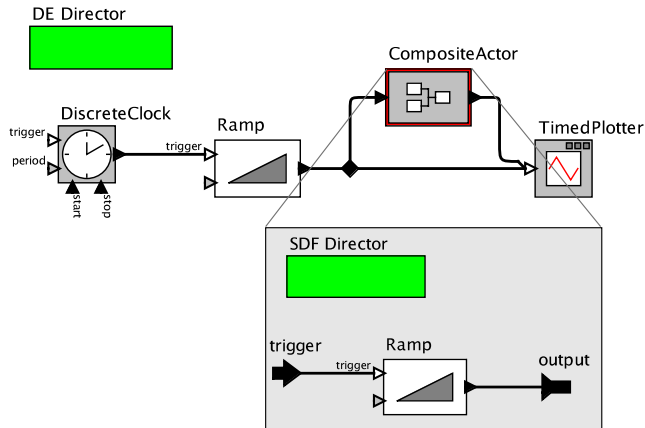 DE Director
CompositeActor
DiscreteClock
Ramp
TimedPlotter
trigger
period
trigger
start
stop
SDF Director
trigger
Ramp
trigger
output